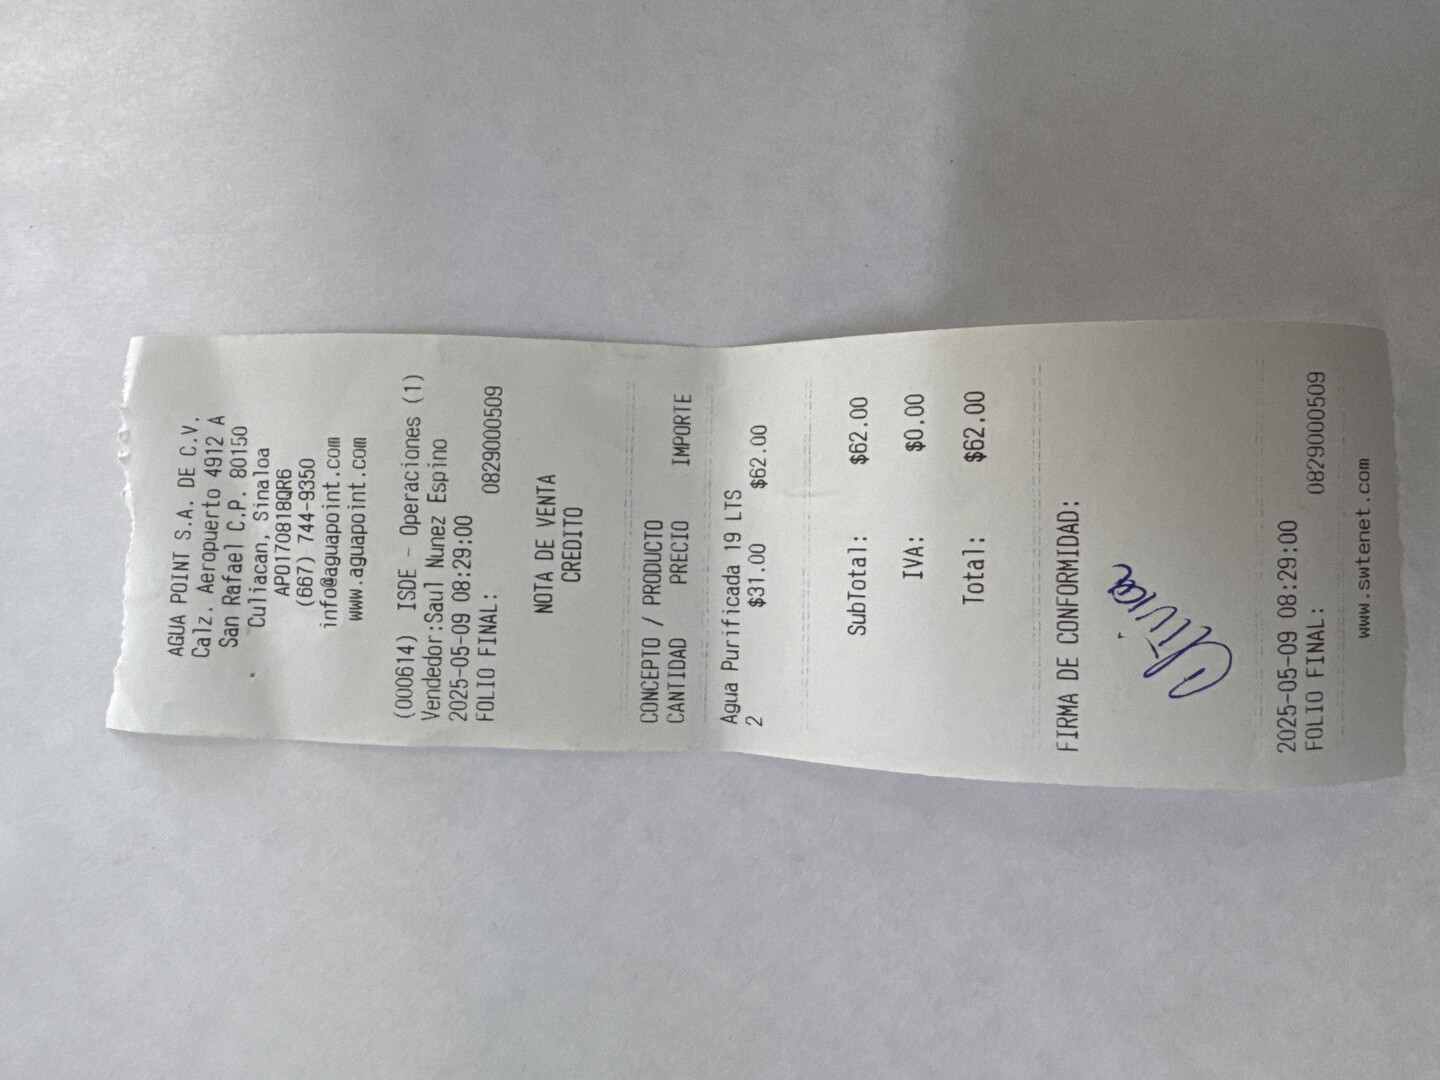 AGUA POINT S.A. DE C.V.
Calz. Aeropuerto 4912 A
San Rafael C.P. 80150
Culiacan, Sinaloa
APO170818QR6
(667) 744-9350
info@aguapoint.com
www.aguapoint.com
(000614) ISDE - Operaciones (1)
Vendedor:Saul Nunez Espino
2025-05-09 08:29:00
FOLIO FINAL: 0829000509
NOTA DE VENTA
CREDITO
CONCEPTO / PRODUCTO
CANTIDAD PRECIO IMPORTE
Agua Purificada 19 LTS
2 $31.00 $62.00
SubTotal: $62.00
IVA: $0.00
Total: $62.00
FIRMA DE CONFORMIDAD:
2025-05-09 08:29:00
FOLIO FINAL: 0829000509
www.swtenet.com